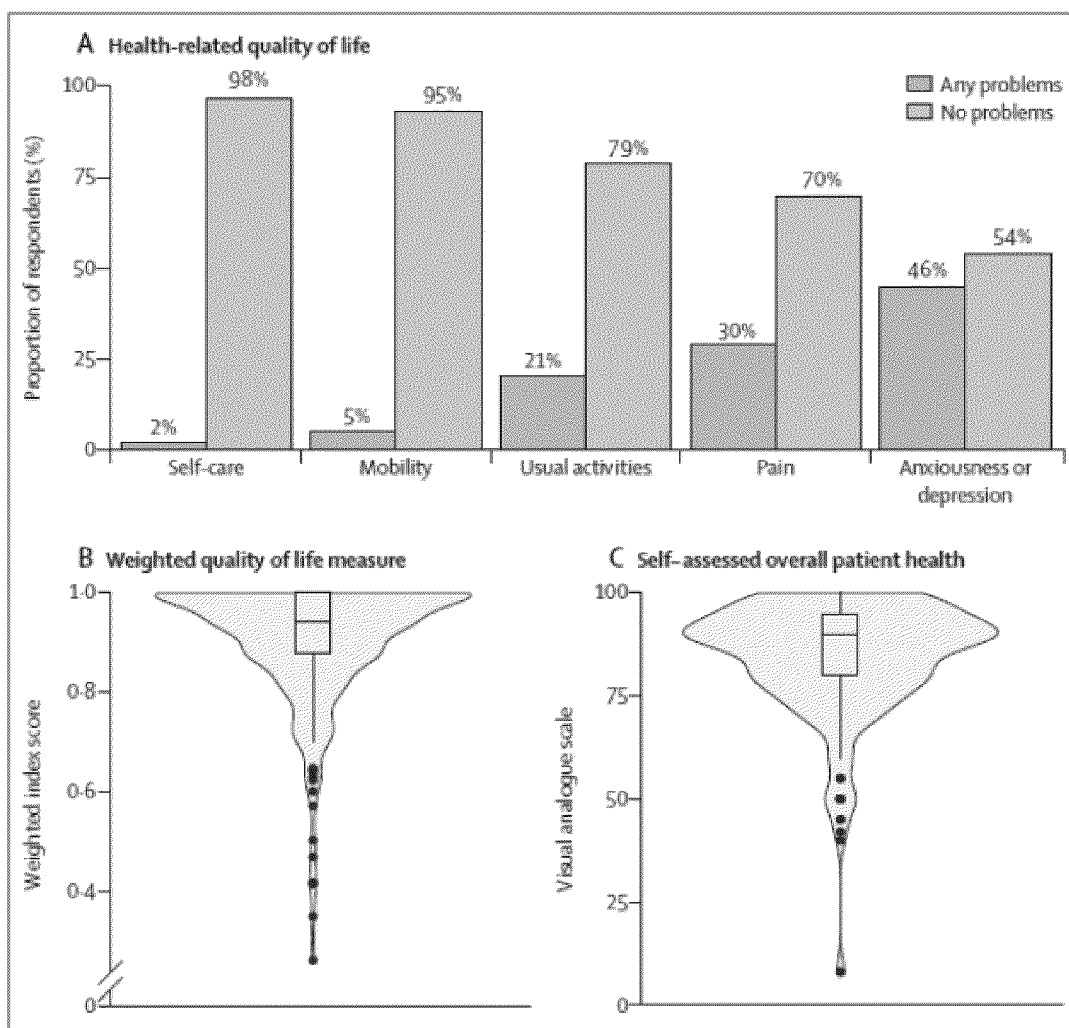 A Health-related quality of life
100
75
50
25
0
Proportion of respondents (%)
98%
2%
95%
5%
79%
21%
70%
30%
54%
46%
Any problems
No problems
Self-care
Mobility
Usual activities
Pain
Anxiousness or
depression
B Weighted quality of life measure
1·0
0·8
0·6
0·4
0
Weighted index score
C Self-assessed overall patient health
100
75
50
25
0
Visual analogue scale